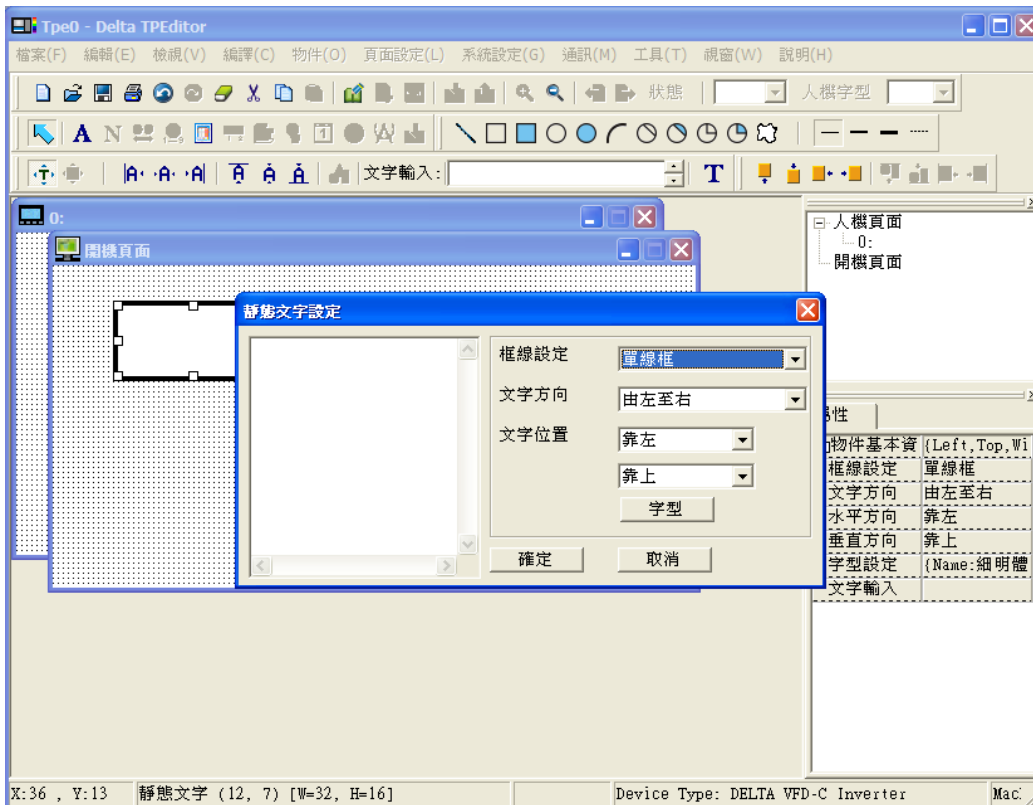 Tpe0 - Delta TPEditor
檔案(F) 編輯(E) 檢視(V) 編譯(C) 物件(O) 頁面設定(L) 系統設定(G) 通訊(M) 工具(T) 視窗(W) 說明(H)
狀態 人機字型
文字輸入:
0:
開機頁面
人機頁面
0:
開機頁面
靜態文字設定
框線設定 單線框
文字方向 由左至右
文字位置 靠左
靠上
字型
確定 取消
性
物件基本資 {Left,Top,Wi
框線設定 單線框
文字方向 由左至右
水平方向 靠左
垂直方向 靠上
字型設定 {Name:細明體
文字輸入
X:36 , Y:13 靜態文字 (12, 7) [W=32, H=16] Device Type: DELTA VFD-C Inverter Mac